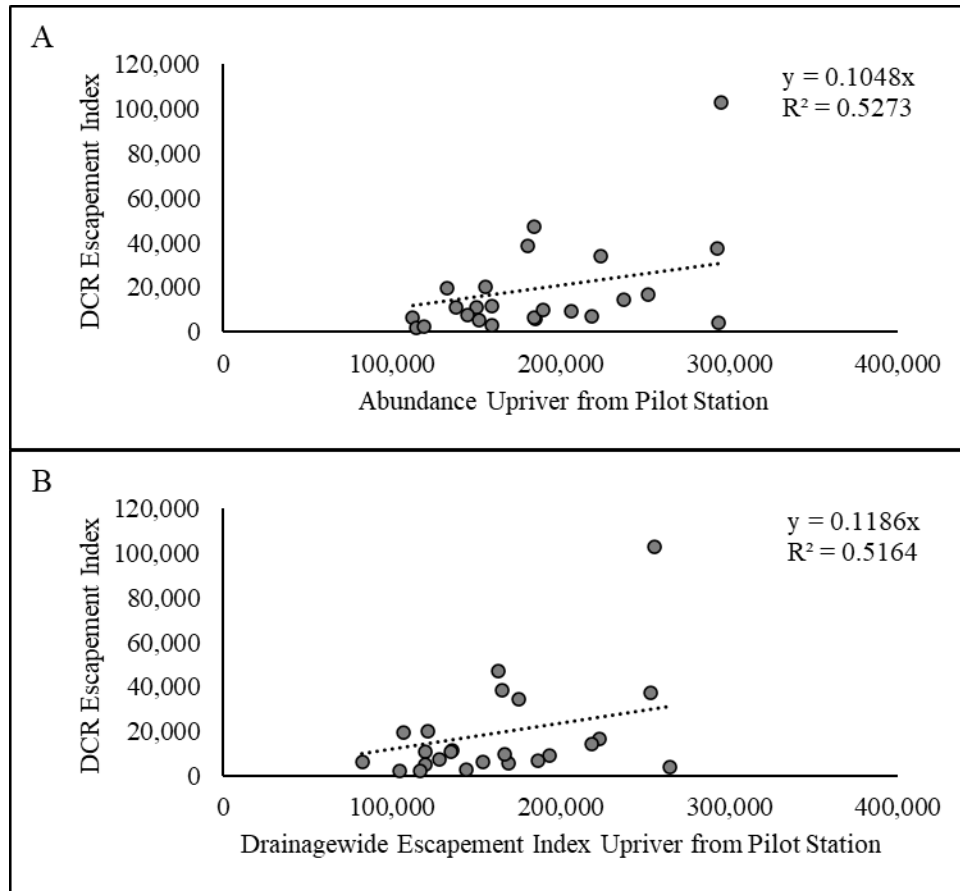 A
y = 0.1048x
R² = 0.5273
DCR Escapement Index
120,000
100,000
80,000
60,000
40,000
20,000
0
0 100,000 200,000 300,000 400,000
Abundance Upriver from Pilot Station
B
y = 0.1186x
R² = 0.5164
DCR Escapement Index
120,000
100,000
80,000
60,000
40,000
20,000
0
0 100,000 200,000 300,000 400,000
Drainagewide Escapement Index Upriver from Pilot Station